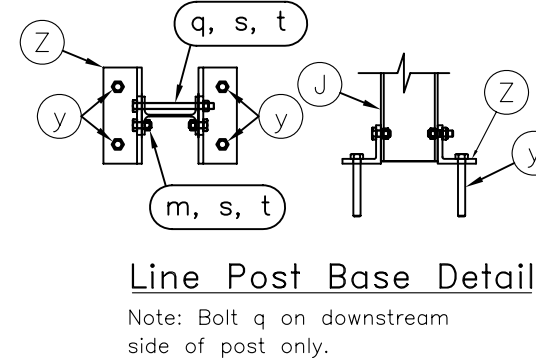 q, s, t
Z
J
Z
y
y
y
m, s, t
Line Post Base Detail
Note: Bolt q on downstream
side of post only.